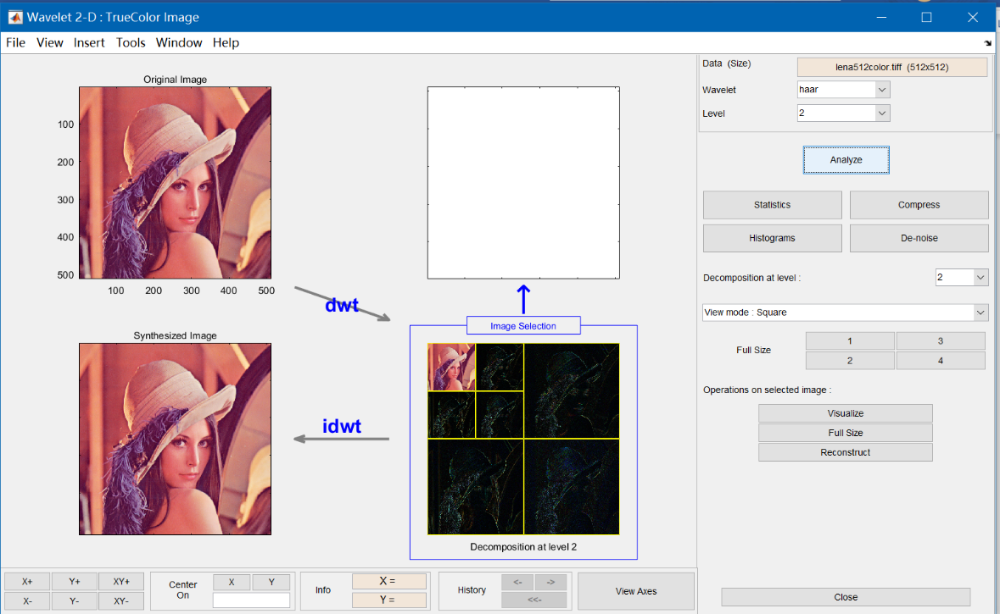 Wavelet 2-D : TrueColor Image
File View Insert Tools Window Help
Original Image
100
200
300
400
500
100 200 300 400 500
dwt
Image Selection
Synthesized Image
idwt
Decomposition at level 2
Data (Size) lena512color.tiff (512x512)
Wavelet haar
Level 2
Analyze
Statistics Compress
Histograms De-noise
Decomposition at level : 2
View mode : Square
Full Size
1 3
2 4
Operations on selected image :
Visualize
Full Size
Reconstruct
X+ Y+ XY+
X- Y- XY-
Center On
X Y
Info
X =
Y =
History
<- ->
<<-
View Axes
Close